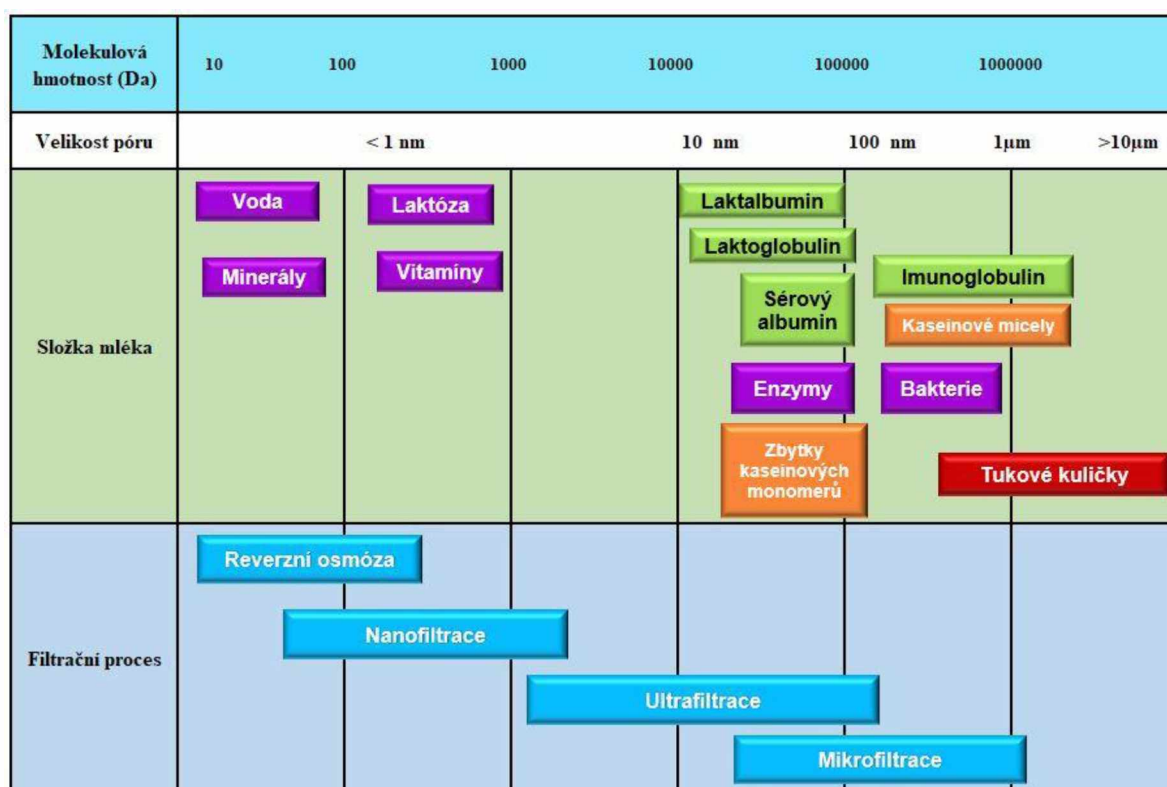 Molekulová
hmotnost (Da)
10 100 1000 10000 100000 1000000
Velikost póru
< 1 nm 10 nm 100 nm 1µm >10µm
Složka mléka
Voda
Laktóza
Laktalbumin
Laktoglobulin
Minerály
Vitamíny
Imunoglobulin
Sérový
albumin
Kaseinové micely
Enzymy
Bakterie
Zbytky
kaseinových
monomerů
Tukové kuličky
Filtrační proces
Reverzní osmóza
Nanofiltrace
Ultrafiltrace
Mikrofiltrace